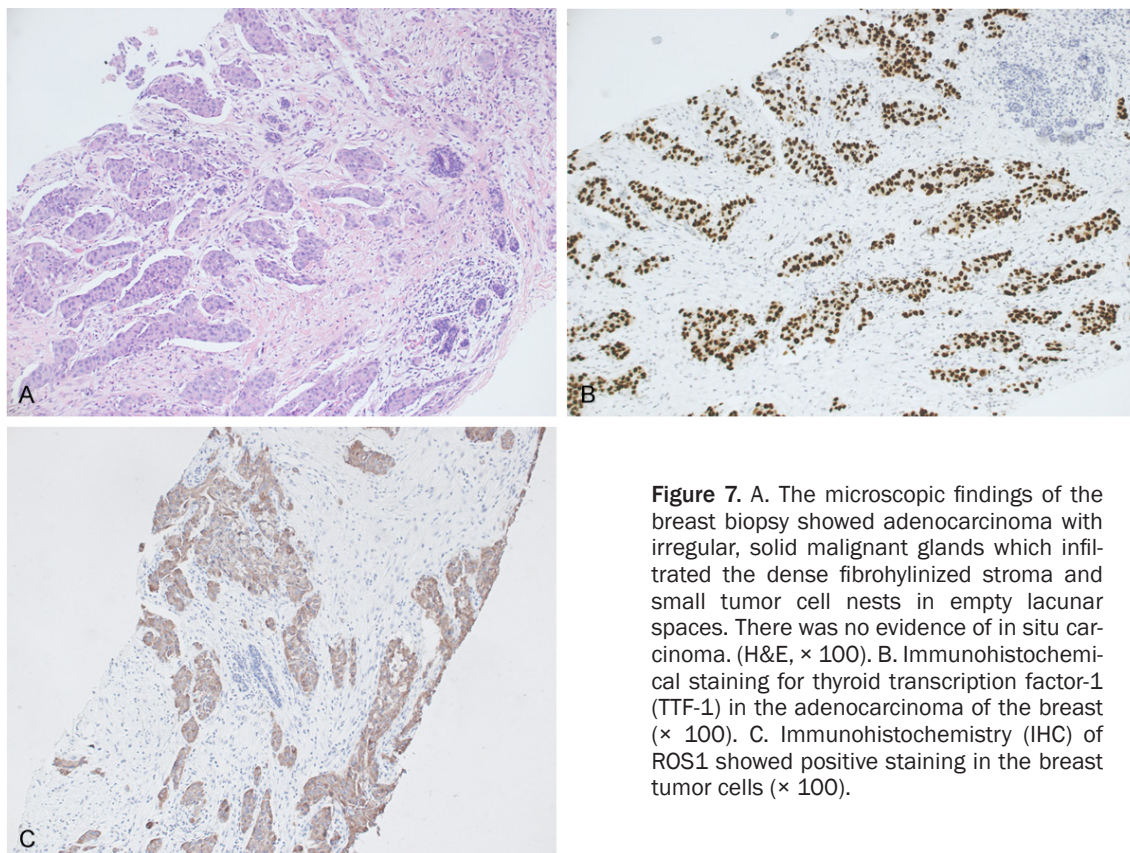 A
B
C
Figure 7. A. The microscopic findings of the
breast biopsy showed adenocarcinoma with
irregular, solid malignant glands which infil-
trated the dense fibrohylinized stroma and
small tumor cell nests in empty lacunar
spaces. There was no evidence of in situ car-
cinoma. (H&E, × 100). B. Immunohistochemi-
cal staining for thyroid transcription factor-1
(TTF-1) in the adenocarcinoma of the breast
(× 100). C. Immunohistochemistry (IHC) of
ROS1 showed positive staining in the breast
tumor cells (× 100).